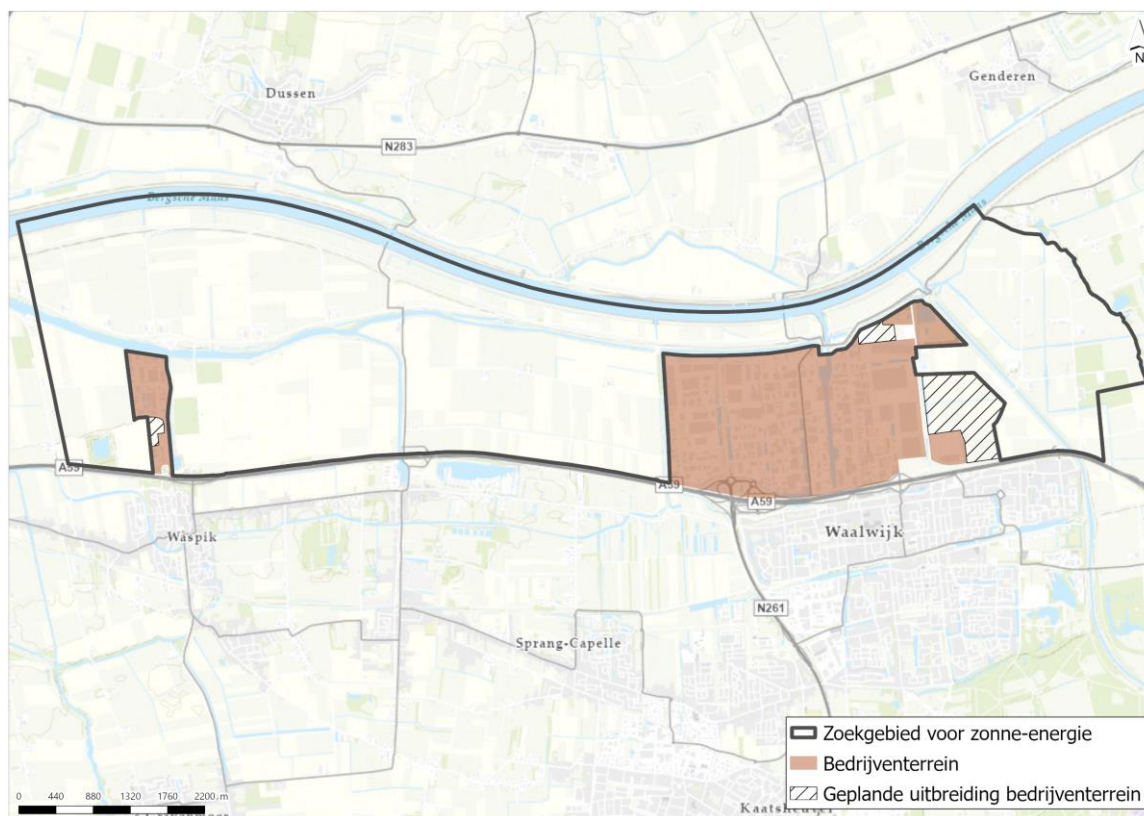 N
Genderen
Dussen
N283
Bergsche Maas
Bergsche Maas
A59
A59
A59
Waspik
Waalwijk
N261
Sprang-Capelle
Zoekgebied voor zonne-energie
Bedrijventerrein
Geplande uitbreiding bedrijventerrein
0 440 880 1320 1760 2200 m